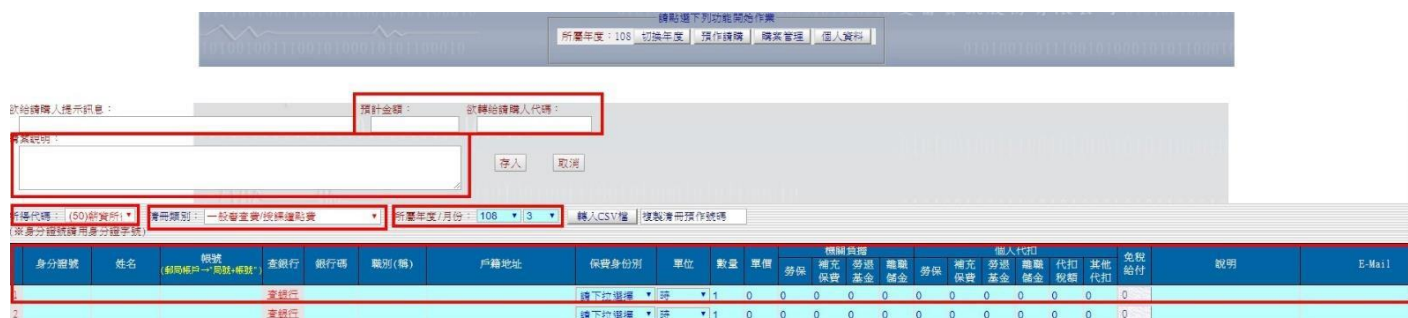 請點選下列功能開始作業
所屬年度：108 切換年度 預作請購 購案管理 個人資料
欲給請購人提示訊息： 預計金額： 欲轉給請購人代碼：
購案說明：
存入 取消
所得代碼： (50)薪資所 清冊類別： 一般審查費/授課鐘點費 所屬年度/月份： 108 3 轉入CSV檔 複製清冊預作號碼
(※身分證號請用身分證字號)
身分證號 姓名 帳號 (郵局帳戶→"局號+帳號") 查銀行 銀行碼 職別(稱) 戶籍地址 保費身份別 單位 數量 單價 機關負擔 勞保 補充保費 勞退基金 離職儲金 個人代扣 勞保 補充保費 勞退基金 離職儲金 代扣稅額 其他代扣 免稅給付 說明 E-Mail
1 查銀行 請下拉選擇 時 1 0 0 0 0 0 0 0 0 0 0 0 0
2 查銀行 請下拉選擇 時 1 0 0 0 0 0 0 0 0 0 0 0 0